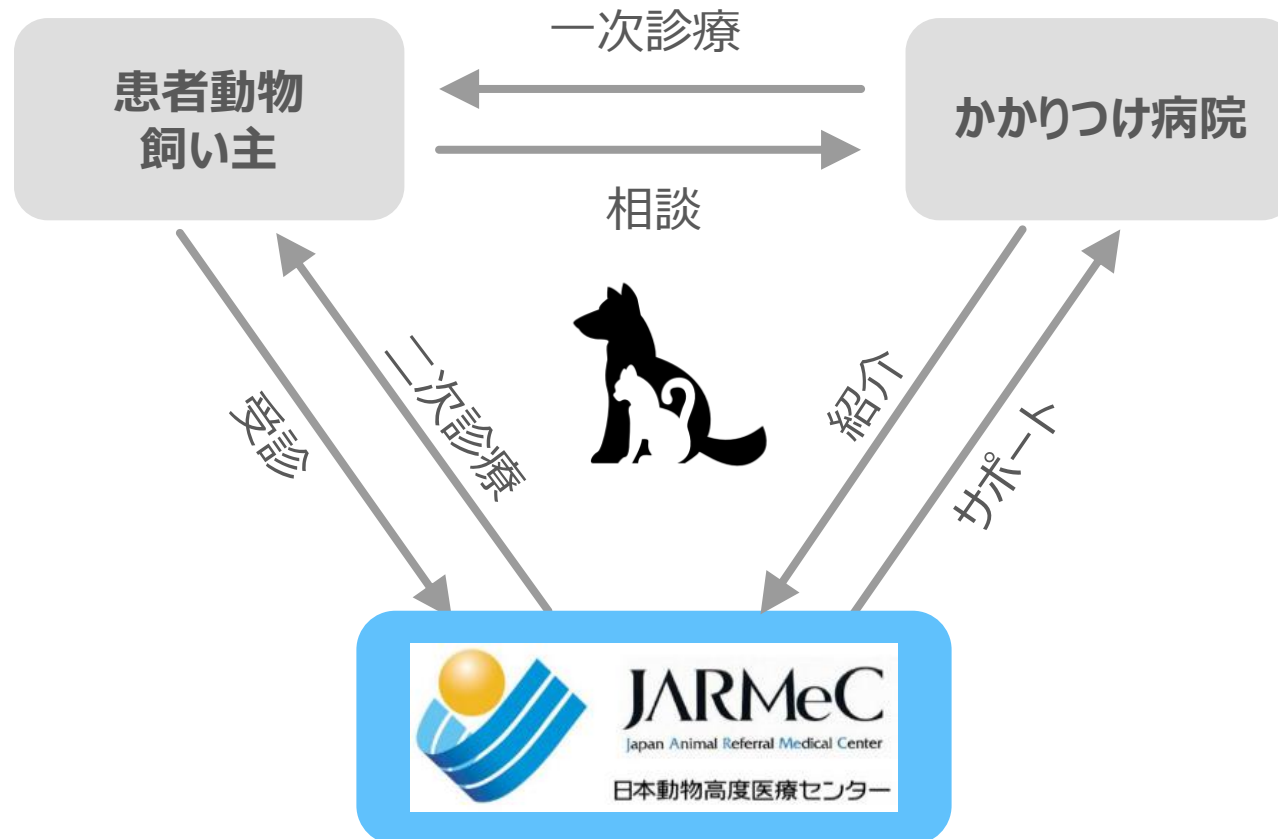 一次診療
患者動物
飼い主
かかりつけ病院
相談
受診
二次診療
紹介
サポート
JARMeC
Japan Animal Referral Medical Center
日本動物高度医療センター